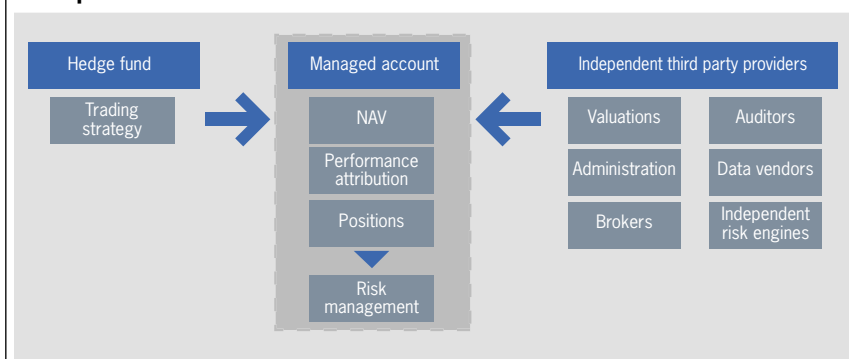 Hedge fund
Trading
strategy
Managed account
NAV
Performance
attribution
Positions
Risk
management
Independent third party providers
Valuations
Auditors
Administration
Data vendors
Brokers
Independent
risk engines